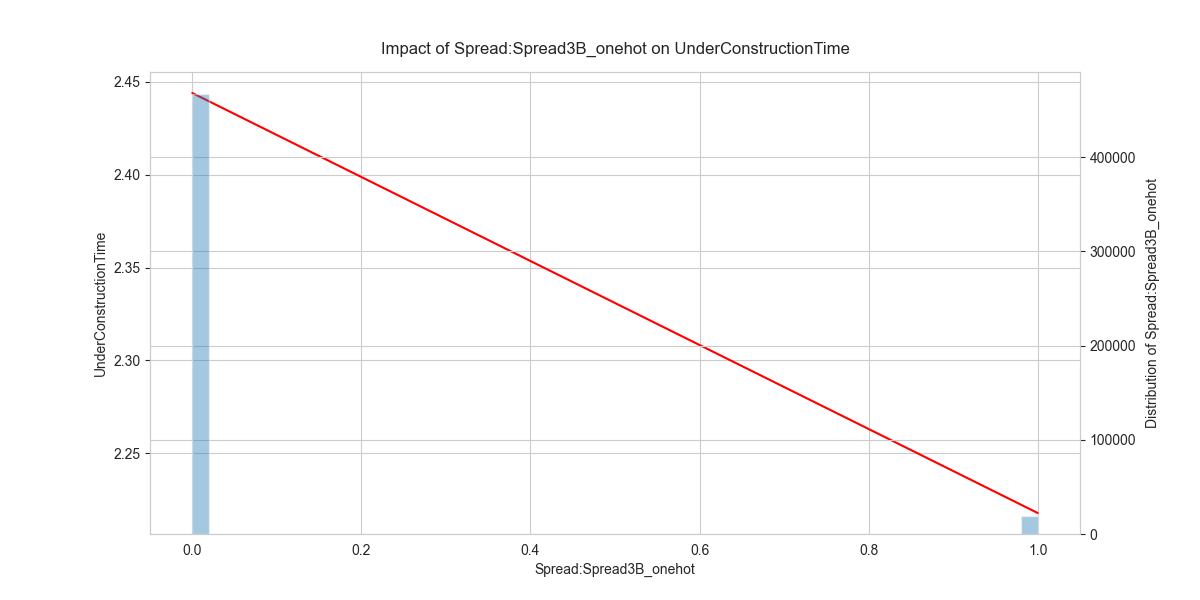 Impact of Spread:Spread3B_onehot on UnderConstructionTime
2.45
2.40
2.35
2.30
2.25
UnderConstructionTime
400000
300000
200000
100000
0
Distribution of Spread:Spread3B_onehot
0.0 0.2 0.4 0.6 0.8 1.0
Spread:Spread3B_onehot